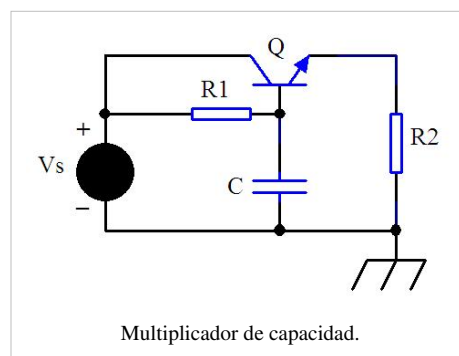 Q
R1
+
R2
Vs
C
−
Multiplicador de capacidad.